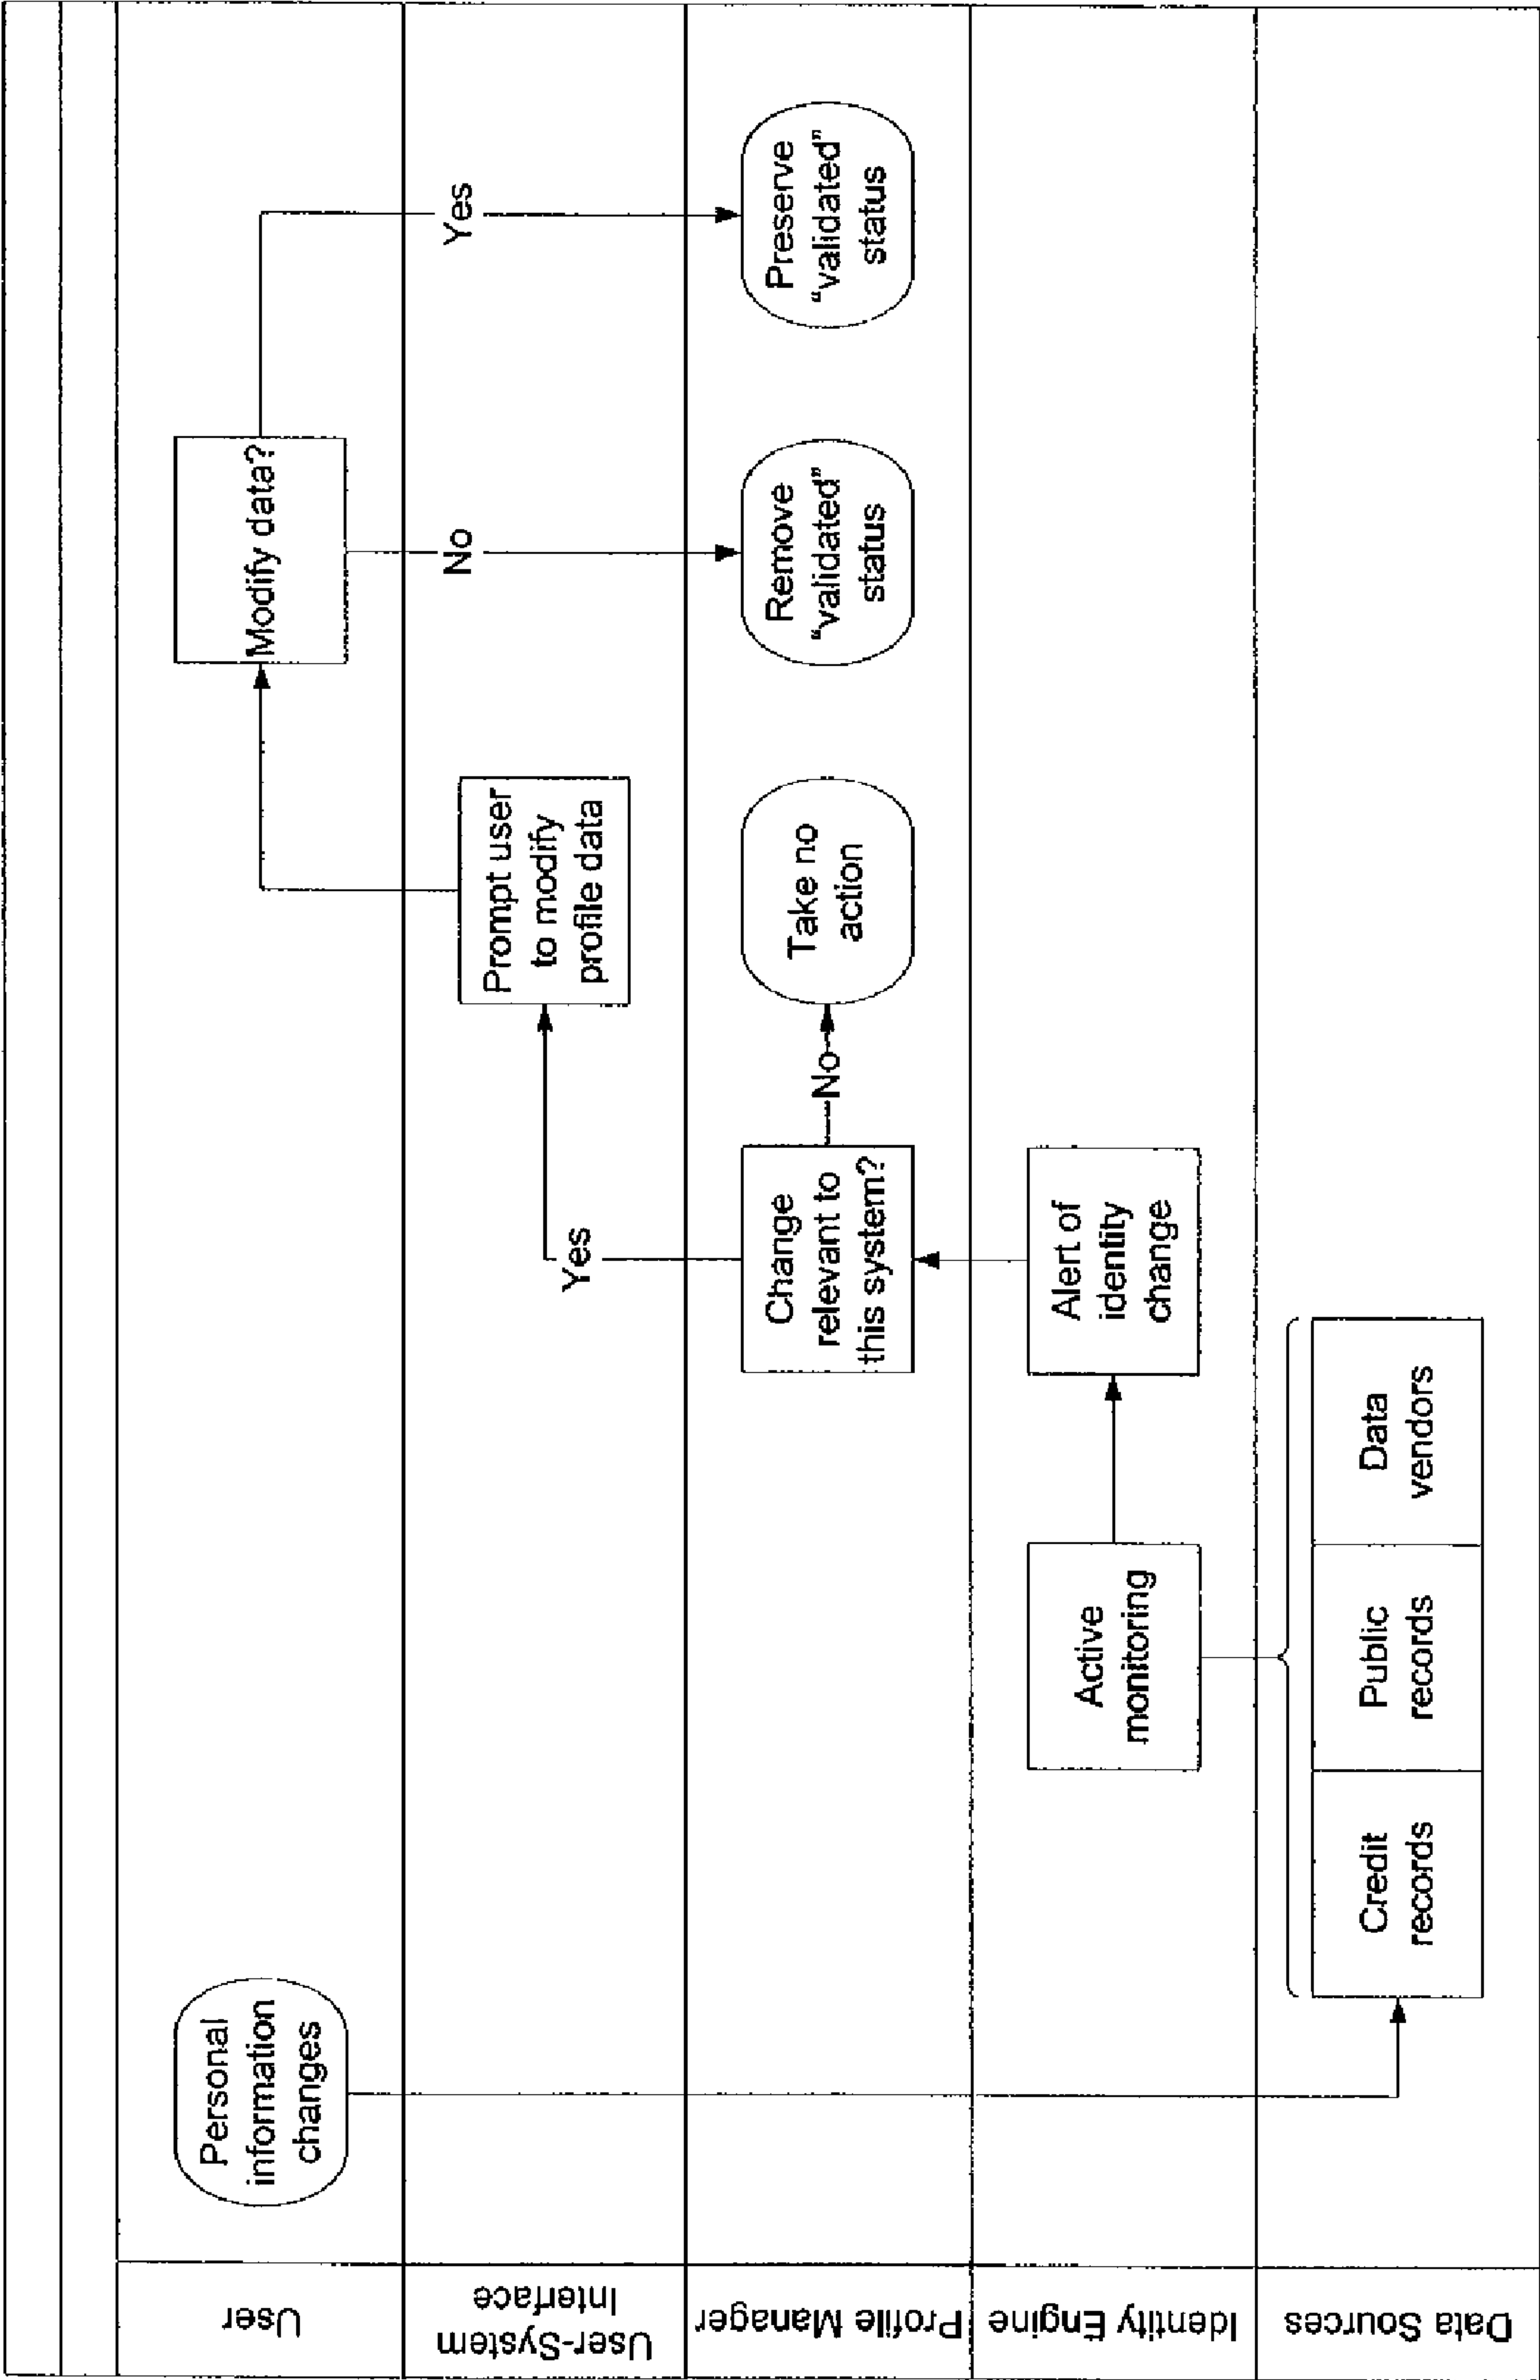 User
Personal
information
changes
Modify data?
User-System
Interface
Prompt user
to modify
profile data
Yes
No
Yes
Profile Manager
Change
relevant to
this system?
No
Take no
action
Remove
“validated”
status
Preserve
“validated”
status
Identity Engine
Active
monitoring
Alert of
identity
change
Data Sources
Credit
records
Public
records
Data
vendors